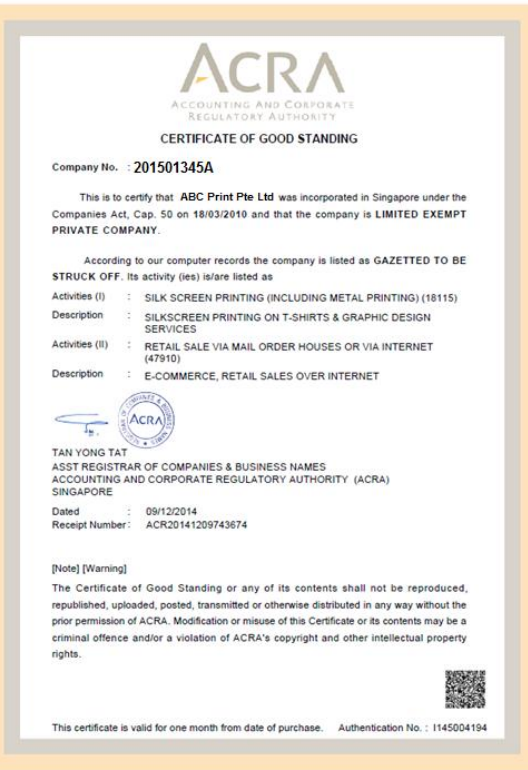 ACRA
ACCOUNTING AND CORPORATE
REGULATORY AUTHORITY
CERTIFICATE OF GOOD STANDING
Company No. : 201501345A
This is to certify that ABC Print Pte Ltd was incorporated in Singapore under the
Companies Act, Cap. 50 on 18/03/2010 and that the company is LIMITED EXEMPT
PRIVATE COMPANY.
According to our computer records the company is listed as GAZETTED TO BE
STRUCK OFF. Its activity (ies) is/are listed as
Activities (I) : SILK SCREEN PRINTING (INCLUDING METAL PRINTING) (18115)
Description : SILKSCREEN PRINTING ON T-SHIRTS & GRAPHIC DESIGN
SERVICES
Activities (II) : RETAIL SALE VIA MAIL ORDER HOUSES OR VIA INTERNET
(47910)
Description : E-COMMERCE, RETAIL SALES OVER INTERNET
ACRA
TAN YONG TAT
ASST REGISTRAR OF COMPANIES & BUSINESS NAMES
ACCOUNTING AND CORPORATE REGULATORY AUTHORITY (ACRA)
SINGAPORE
Dated : 09/12/2014
Receipt Number : ACR20141209743674
[Note] [Warning]
The Certificate of Good Standing or any of its contents shall not be reproduced,
republished, uploaded, posted, transmitted or otherwise distributed in any way without the
prior permission of ACRA. Modification or misuse of this Certificate or its contents may be a
criminal offence and/or a violation of ACRA's copyright and other intellectual property
rights.
This certificate is valid for one month from date of purchase. Authentication No. : I145004194